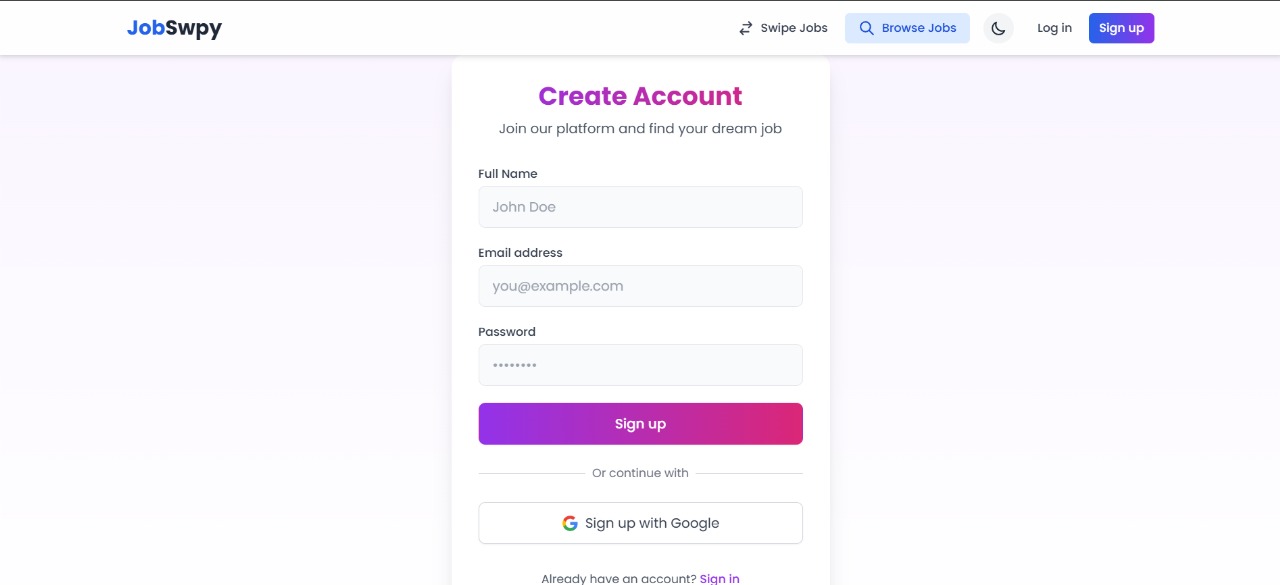 JobSwpy
Swipe Jobs
Browse Jobs
Log in
Sign up
Create Account
Join our platform and find your dream job
Full Name
John Doe
Email address
you@example.com
Password
••••••••
Sign up
Or continue with
Sign up with Google
Already have an account? Sign in